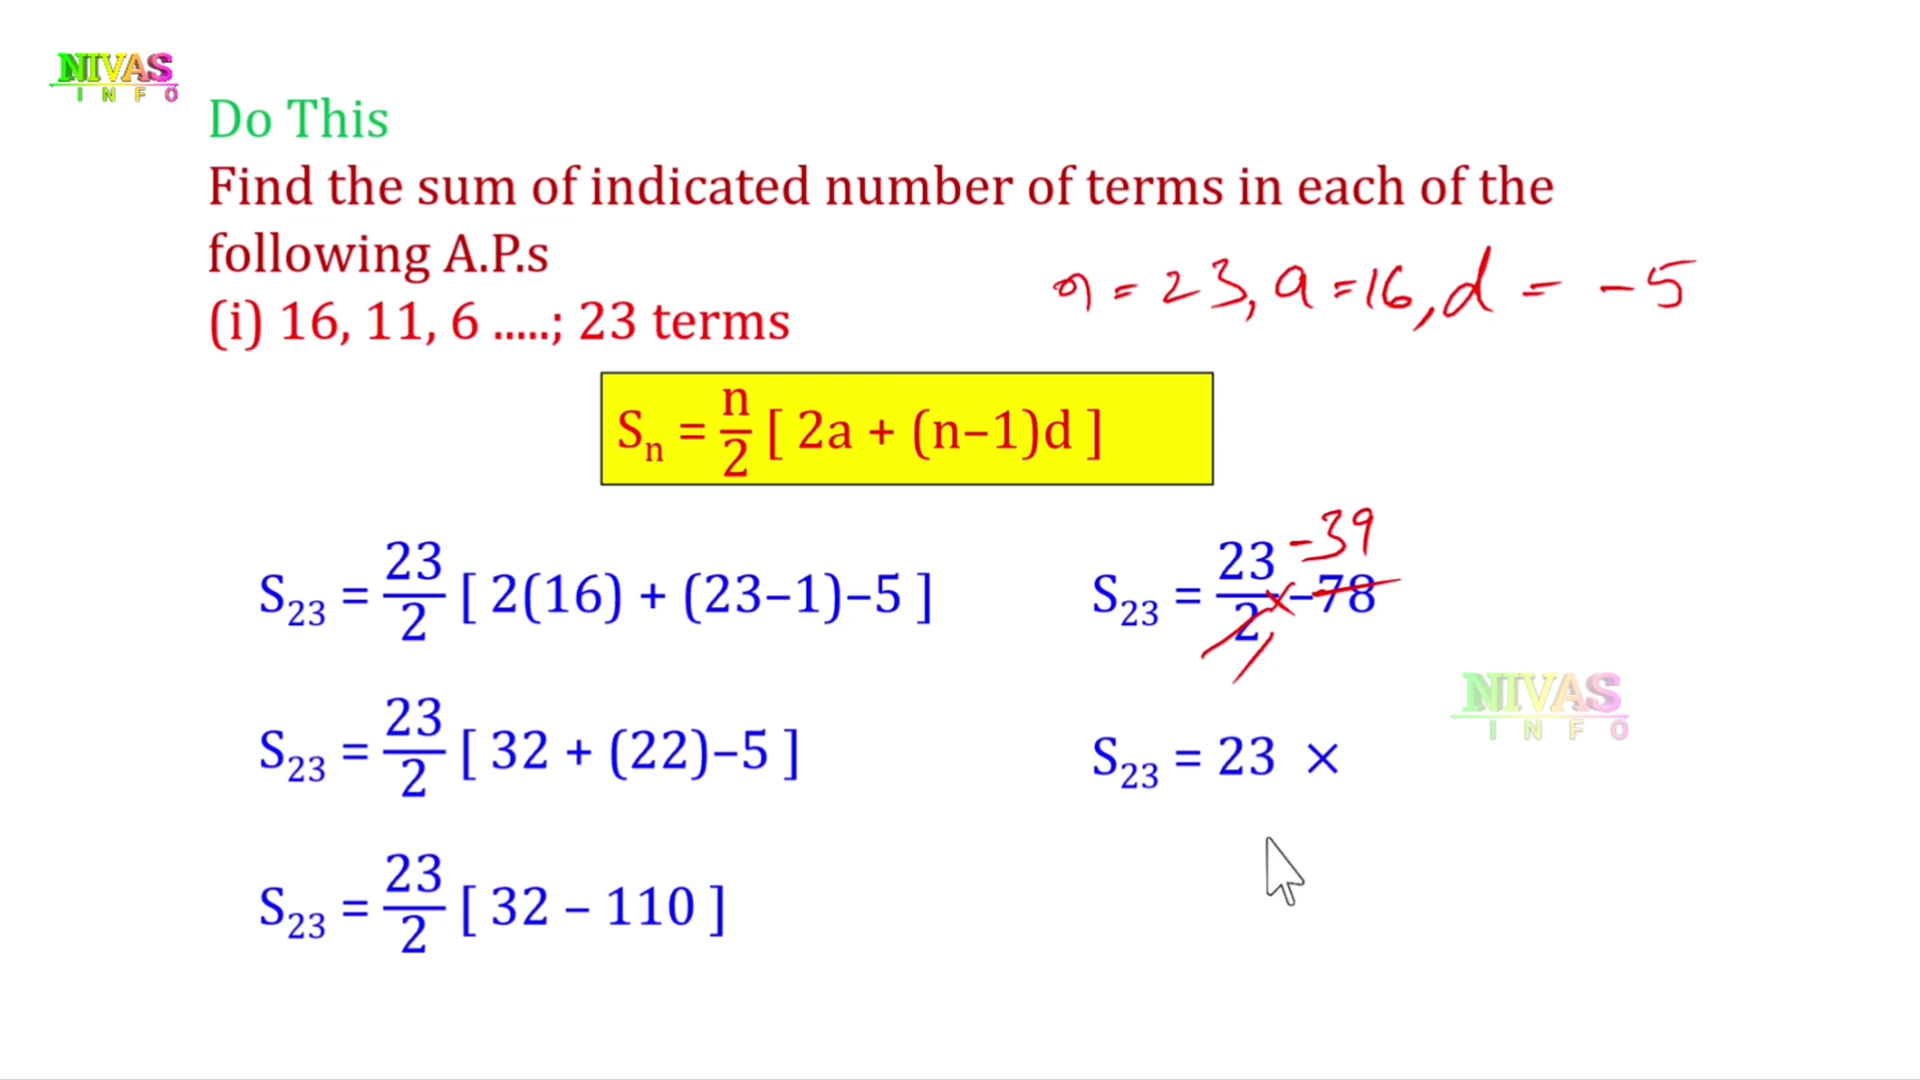 NIVAS
INFO
Do This
Find the sum of indicated number of terms in each of the
following A.P.s
n = 23, a = 16, d = -5
(i) 16, 11, 6 .....; 23 terms
Sₙ = n/2 [ 2a + (n–1)d ]
S₂₃ = 23/2 [ 2(16) + (23–1)–5 ]
S₂₃ = 23/2 [ 32 + (22)–5 ]
S₂₃ = 23/2 [ 32 – 110 ]
-39
S₂₃ = 23/2 × –78
1
S₂₃ = 23 ×
NIVAS
INFO